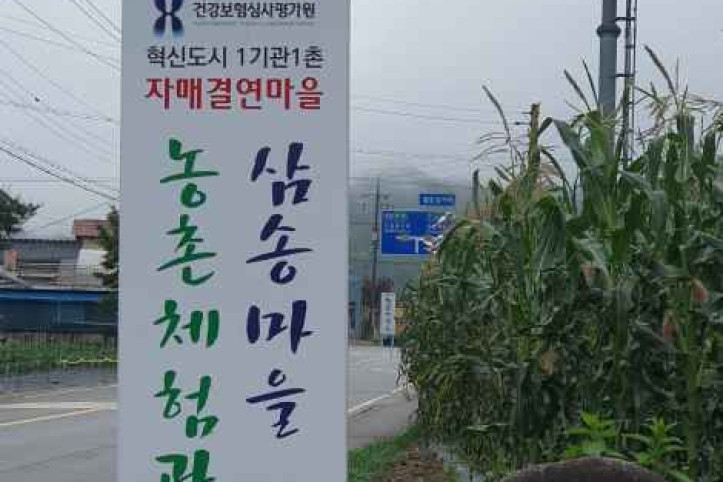 건강보험심사평가원
혁신도시 1기관1촌
자매결연마을
삼송마을
농촌체험관